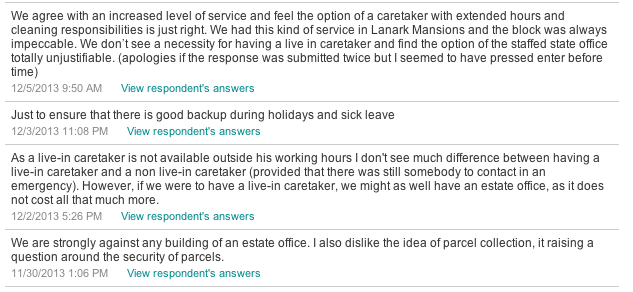 We agree with an increased level of service and feel the option of a caretaker with extended hours and
cleaning responsibilities is just right. We had this kind of service in Lanark Mansions and the block was always
impeccable. We don't see a necessity for having a live in caretaker and find the option of the staffed state office
totally unjustifiable. (apologies if the response was submitted twice but I seemed to have pressed enter before
time)
12/5/2013 9:50 AM View respondent's answers
Just to ensure that there is good backup during holidays and sick leave
12/3/2013 11:08 PM View respondent's answers
As a live-in caretaker is not available outside his working hours I don't see much difference between having a
live-in caretaker and a non live-in caretaker (provided that there was still somebody to contact in an
emergency). However, if we were to have a live-in caretaker, we might as well have an estate office, as it does
not cost all that much more.
12/2/2013 5:26 PM View respondent's answers
We are strongly against any building of an estate office. I also dislike the idea of parcel collection, it raising a
question around the security of parcels.
11/30/2013 1:06 PM View respondent's answers